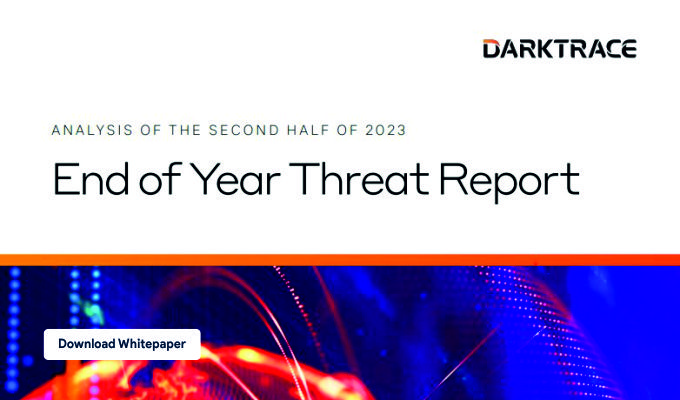 DARKTRACE
ANALYSIS OF THE SECOND HALF OF 2023
End of Year Threat Report
Download Whitepaper